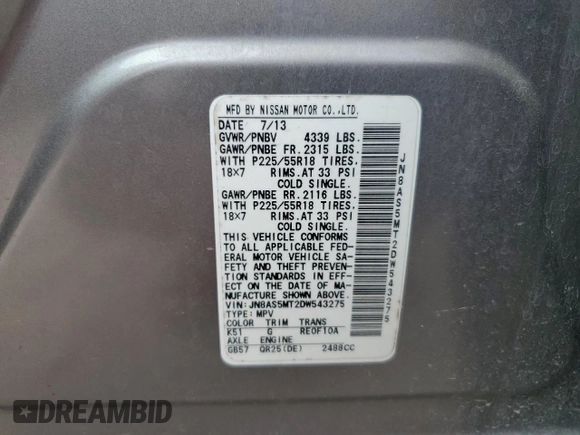 MFD BY NISSAN MOTOR CO.,LTD.
DATE 7/13
GVWR/PNBV 4339 LBS.
GAWR/PNBE FR. 2315 LBS.
WITH P225/55R18 TIRES.
18×7 RIMS. AT 33 PSI
COLD SINGLE.
GAWR/PNBE RR. 2116 LBS.
WITH P225/55R18 TIRES.
18×7 RIMS. AT 33 PSI
COLD SINGLE.
THIS VEHICLE CONFORMS
TO ALL APPLICABLE FED-
ERAL MOTOR VEHICLE SA-
FETY AND THEFT PREVEN-
TION STANDARDS IN EFF-
ECT ON THE DATE OF MA-
NUFACTURE SHOWN ABOVE.
VIN: JN8AS5MT2DW543275
TYPE: MPV
COLOR TRIM TRANS
K51 G RE0F10A
AXLE ENGINE
GB57 QR25(DE) 2488CC
JN8AS5MT2DW543275
DREAMBID